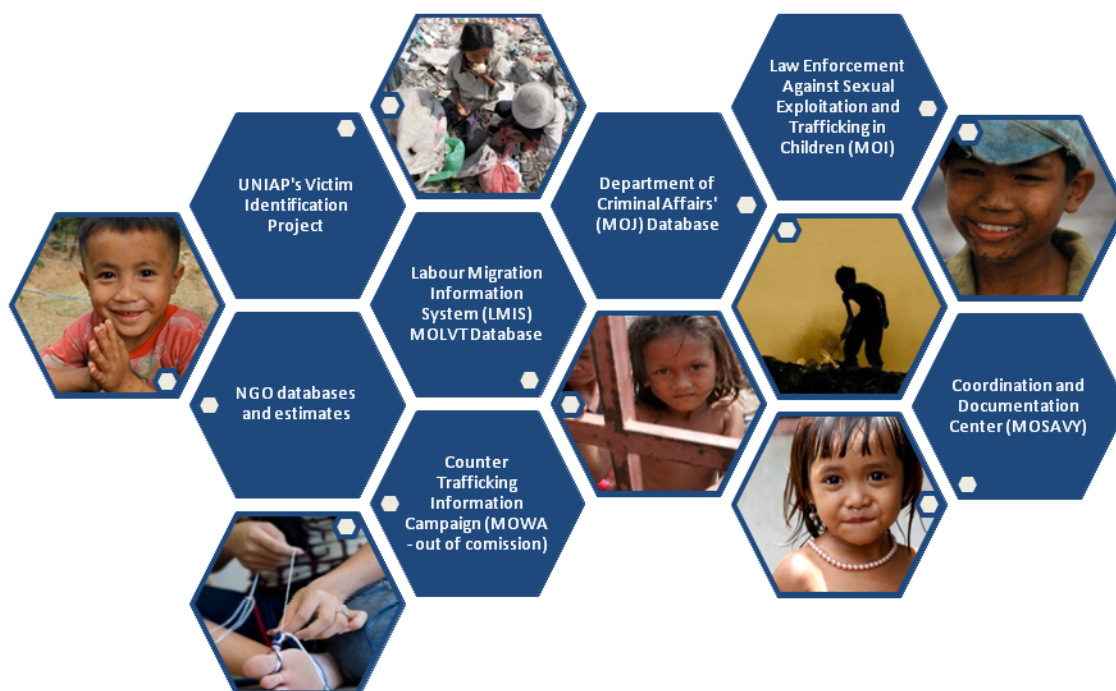 UNIAP's Victim
Identification
Project
NGO databases
and estimates
Labour Migration
Information
System (LMIS)
MOLVT Database
Counter
Trafficking
Information
Campaign (MOWA
- out of comission)
Department of
Criminal Affairs'
(MOJ) Database
Law Enforcement
Against Sexual
Exploitation and
Trafficking in
Children (MOI)
Coordination and
Documentation
Center (MOSAVY)